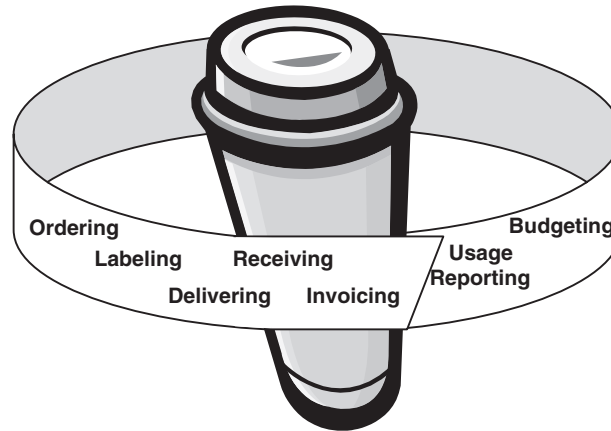 Ordering
Labeling
Delivering
Receiving
Invoicing
Usage
Reporting
Budgeting